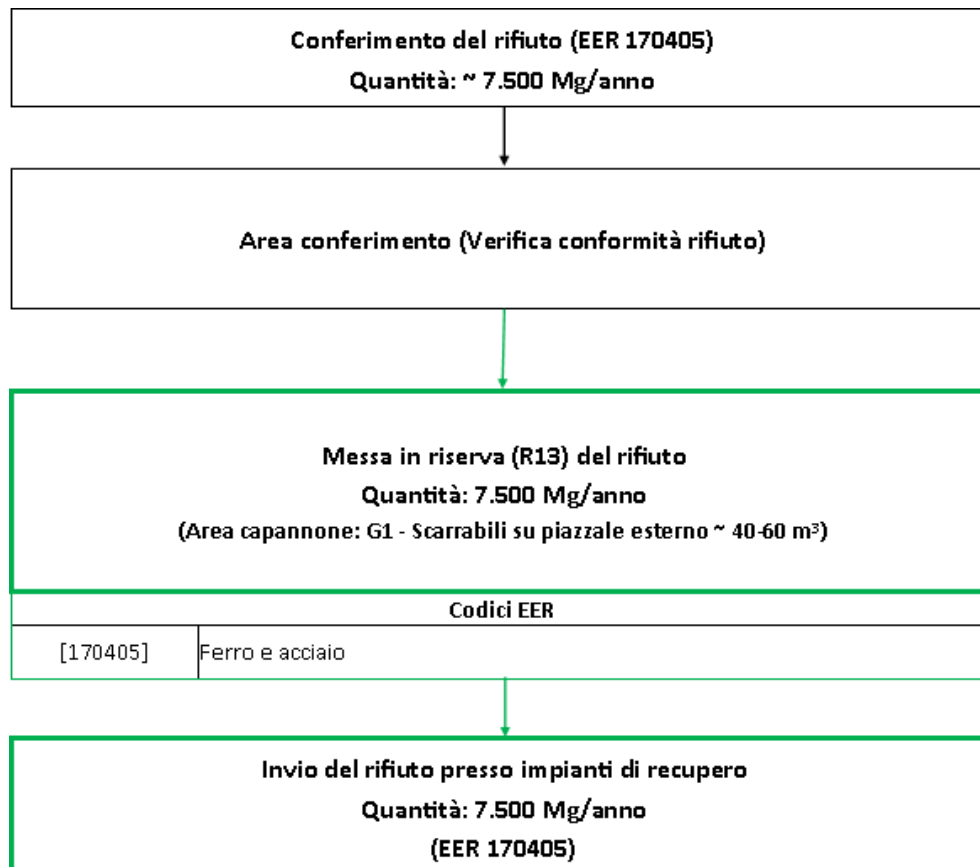 Conferimento del rifiuto (EER 170405)
Quantità: ~ 7.500 Mg/anno
Area conferimento (Verifica conformità rifiuto)
Messa in riserva (R13) del rifiuto
Quantità: 7.500 Mg/anno
(Area capannone: G1 - Scarrabili su piazzale esterno ~ 40-60 m³)
Codici EER
[170405] Ferro e acciaio
Invio del rifiuto presso impianti di recupero
Quantità: 7.500 Mg/anno
(EER 170405)